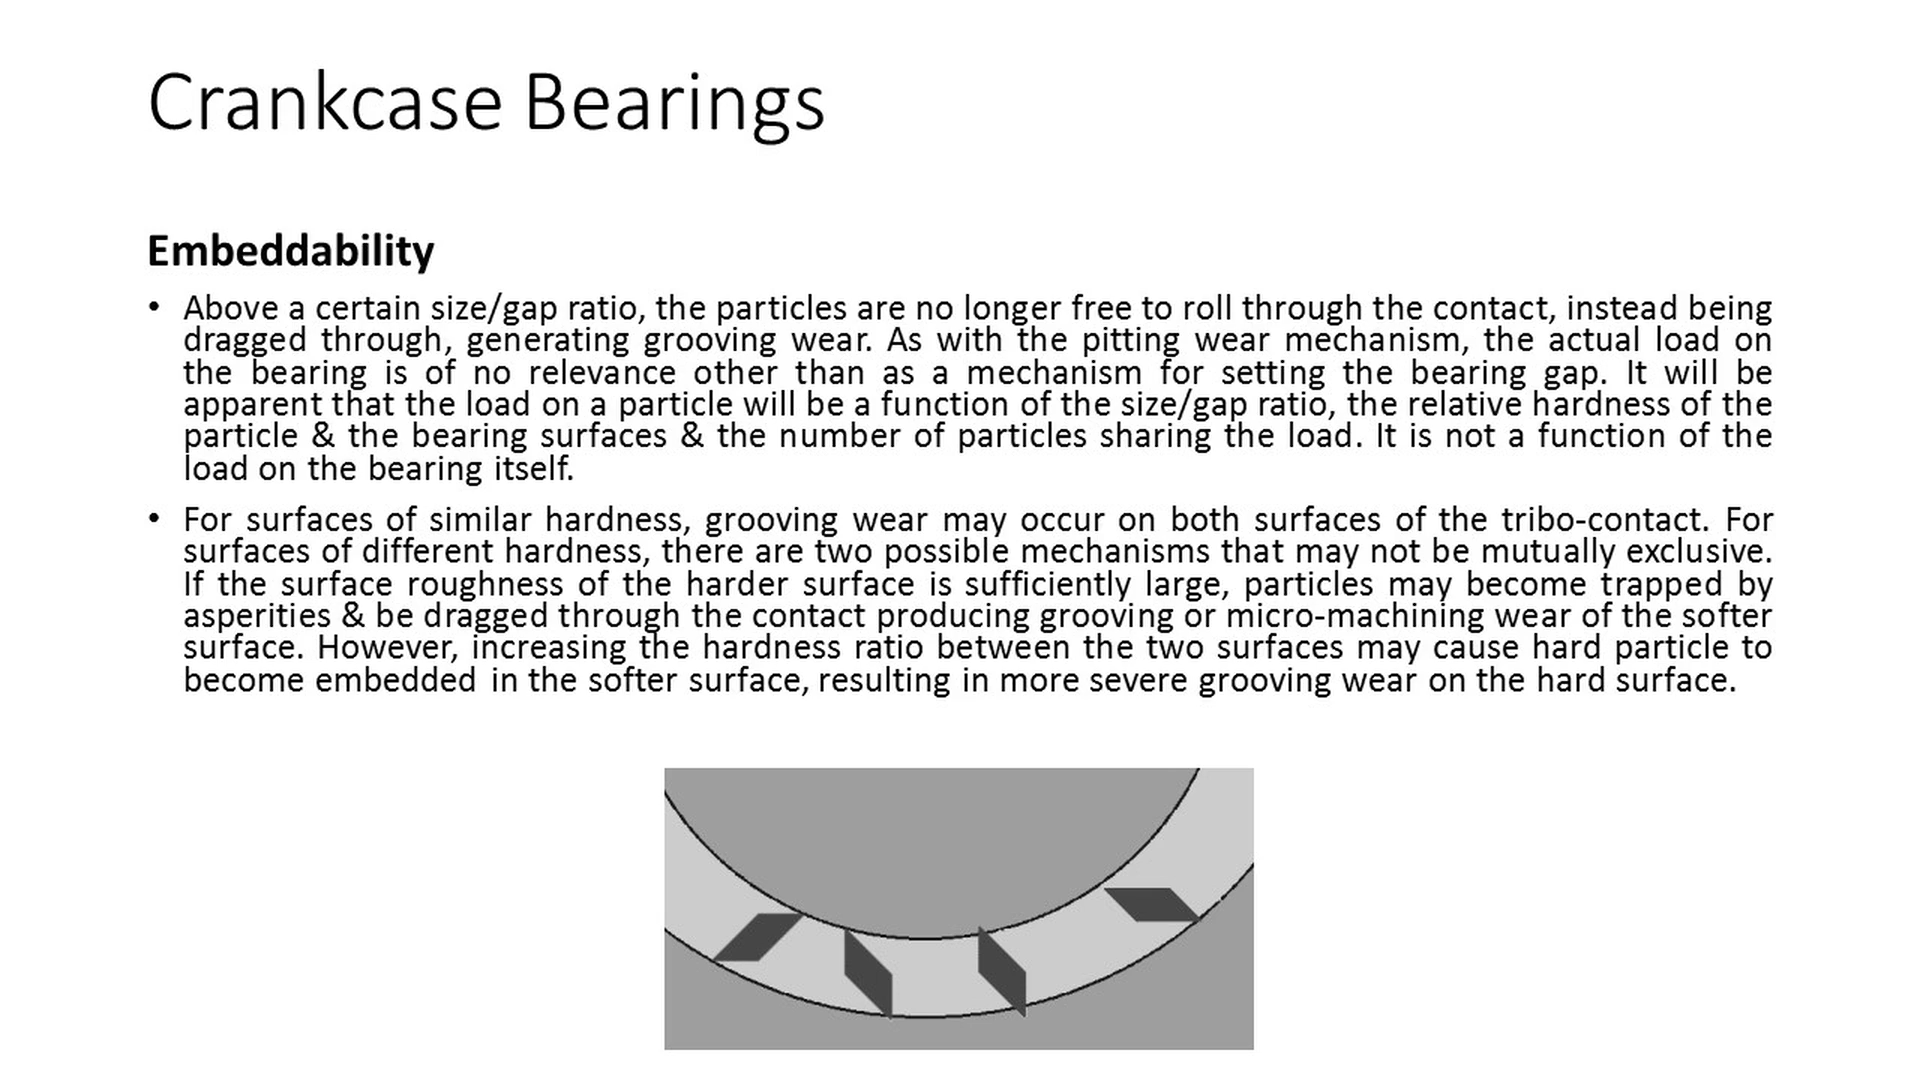 Crankcase Bearings
Embeddability
• Above a certain size/gap ratio, the particles are no longer free to roll through the contact, instead being
dragged through, generating grooving wear. As with the pitting wear mechanism, the actual load on
the bearing is of no relevance other than as a mechanism for setting the bearing gap. It will be
apparent that the load on a particle will be a function of the size/gap ratio, the relative hardness of the
particle & the bearing surfaces & the number of particles sharing the load. It is not a function of the
load on the bearing itself.
• For surfaces of similar hardness, grooving wear may occur on both surfaces of the tribo-contact. For
surfaces of different hardness, there are two possible mechanisms that may not be mutually exclusive.
If the surface roughness of the harder surface is sufficiently large, particles may become trapped by
asperities & be dragged through the contact producing grooving or micro-machining wear of the softer
surface. However, increasing the hardness ratio between the two surfaces may cause hard particle to
become embedded in the softer surface, resulting in more severe grooving wear on the hard surface.